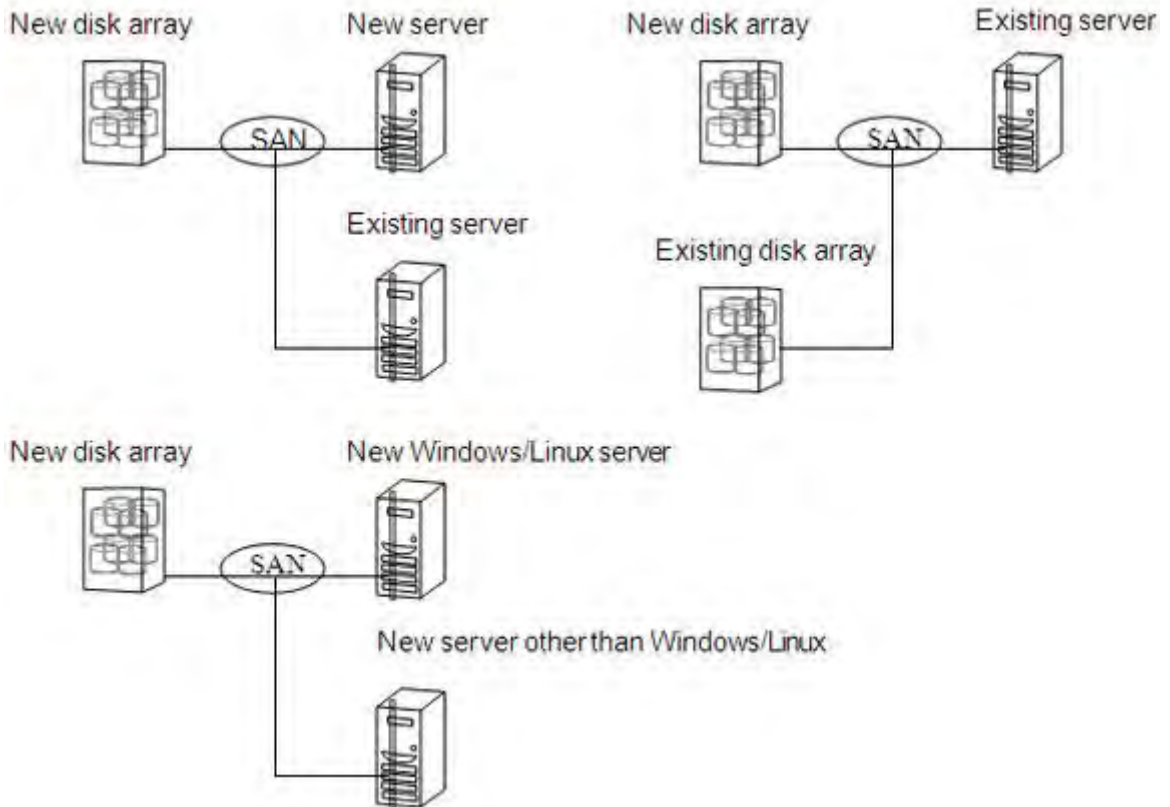 New disk array
New server
SAN
Existing server
New disk array
Existing server
SAN
Existing disk array
New disk array
New Windows/Linux server
SAN
New server other than Windows/Linux